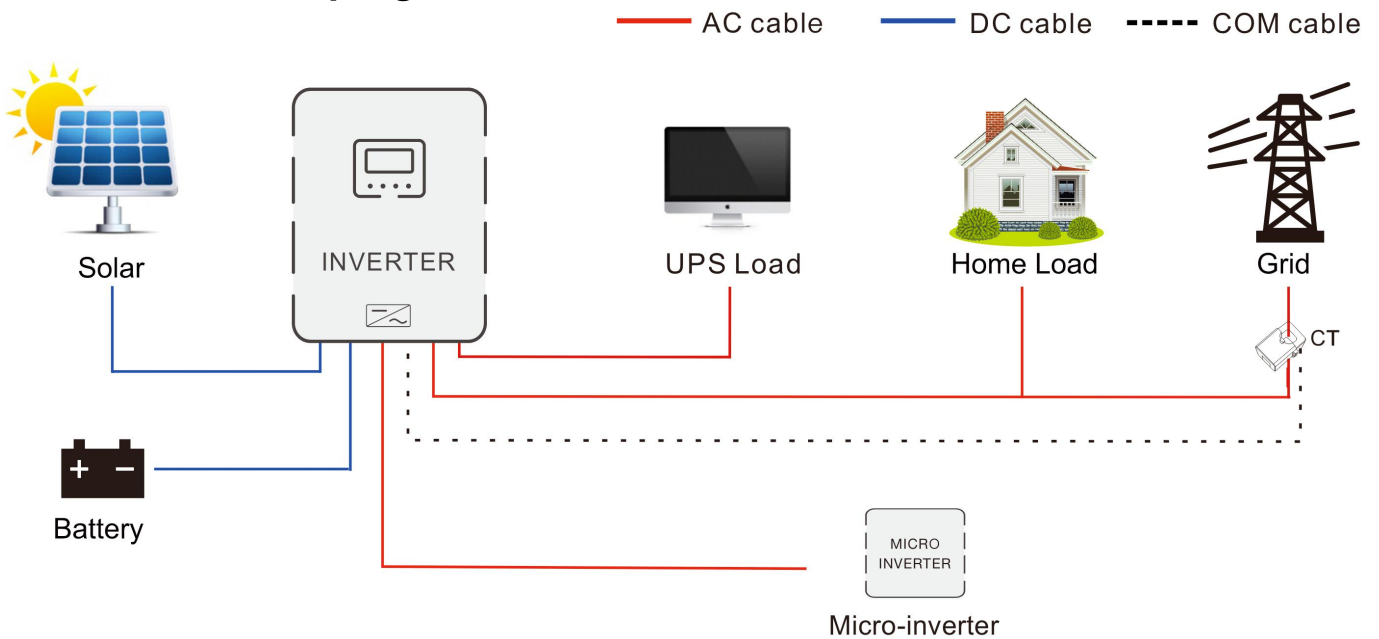 AC cable
DC cable
COM cable
INVERTER
Solar
UPS Load
Home Load
Grid
CT
+ −
Battery
MICRO
INVERTER
Micro-inverter